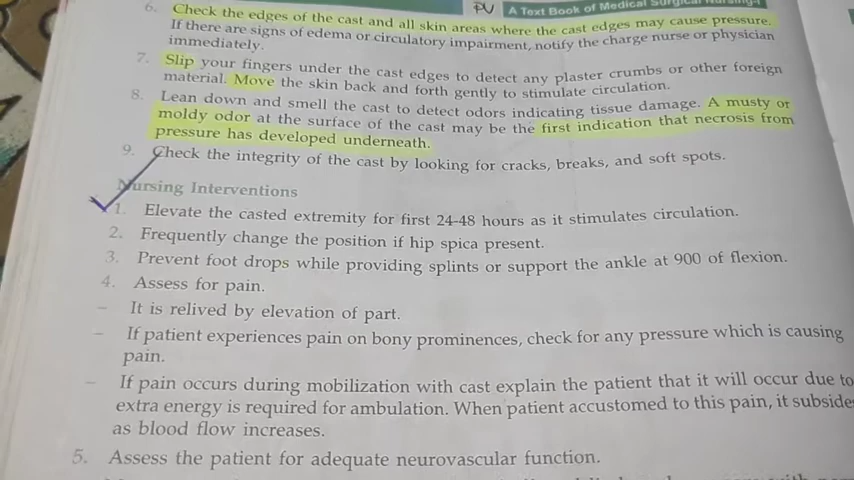 PU A Text Book of Medical Surgical Nursing-I
6. Check the edges of the cast and all skin areas where the cast edges may cause pressure.
If there are signs of edema or circulatory impairment, notify the charge nurse or physician
immediately.
7. Slip your fingers under the cast edges to detect any plaster crumbs or other foreign
material. Move the skin back and forth gently to stimulate circulation.
8. Lean down and smell the cast to detect odors indicating tissue damage. A musty or
moldy odor at the surface of the cast may be the first indication that necrosis from
pressure has developed underneath.
9. Check the integrity of the cast by looking for cracks, breaks, and soft spots.
Nursing Interventions
1. Elevate the casted extremity for first 24-48 hours as it stimulates circulation.
2. Frequently change the position if hip spica present.
3. Prevent foot drops while providing splints or support the ankle at 900 of flexion.
4. Assess for pain.
– It is relived by elevation of part.
– If patient experiences pain on bony prominences, check for any pressure which is causing
pain.
– If pain occurs during mobilization with cast explain the patient that it will occur due to
extra energy is required for ambulation. When patient accustomed to this pain, it subside
as blood flow increases.
5. Assess the patient for adequate neurovascular function.